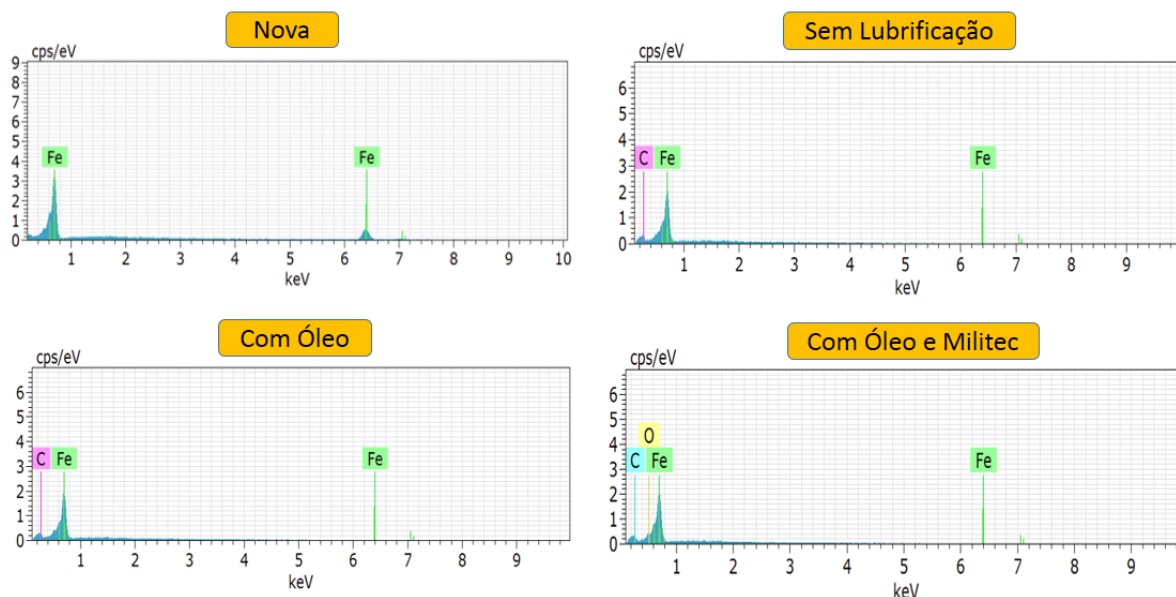 Nova
cps/eV
9
8
7
6
5
4
3
2
1
0
Fe
Fe
1 2 3 4 5 6 7 8 9 10
keV
Sem Lubrificação
cps/eV
6
5
4
3
2
1
0
C Fe
Fe
1 2 3 4 5 6 7 8 9
keV
Com Óleo
cps/eV
6
5
4
3
2
1
0
C Fe
Fe
1 2 3 4 5 6 7 8 9
keV
Com Óleo e Militec
cps/eV
6
5
4
3
2
1
0
O
C Fe
Fe
1 2 3 4 5 6 7 8 9
keV